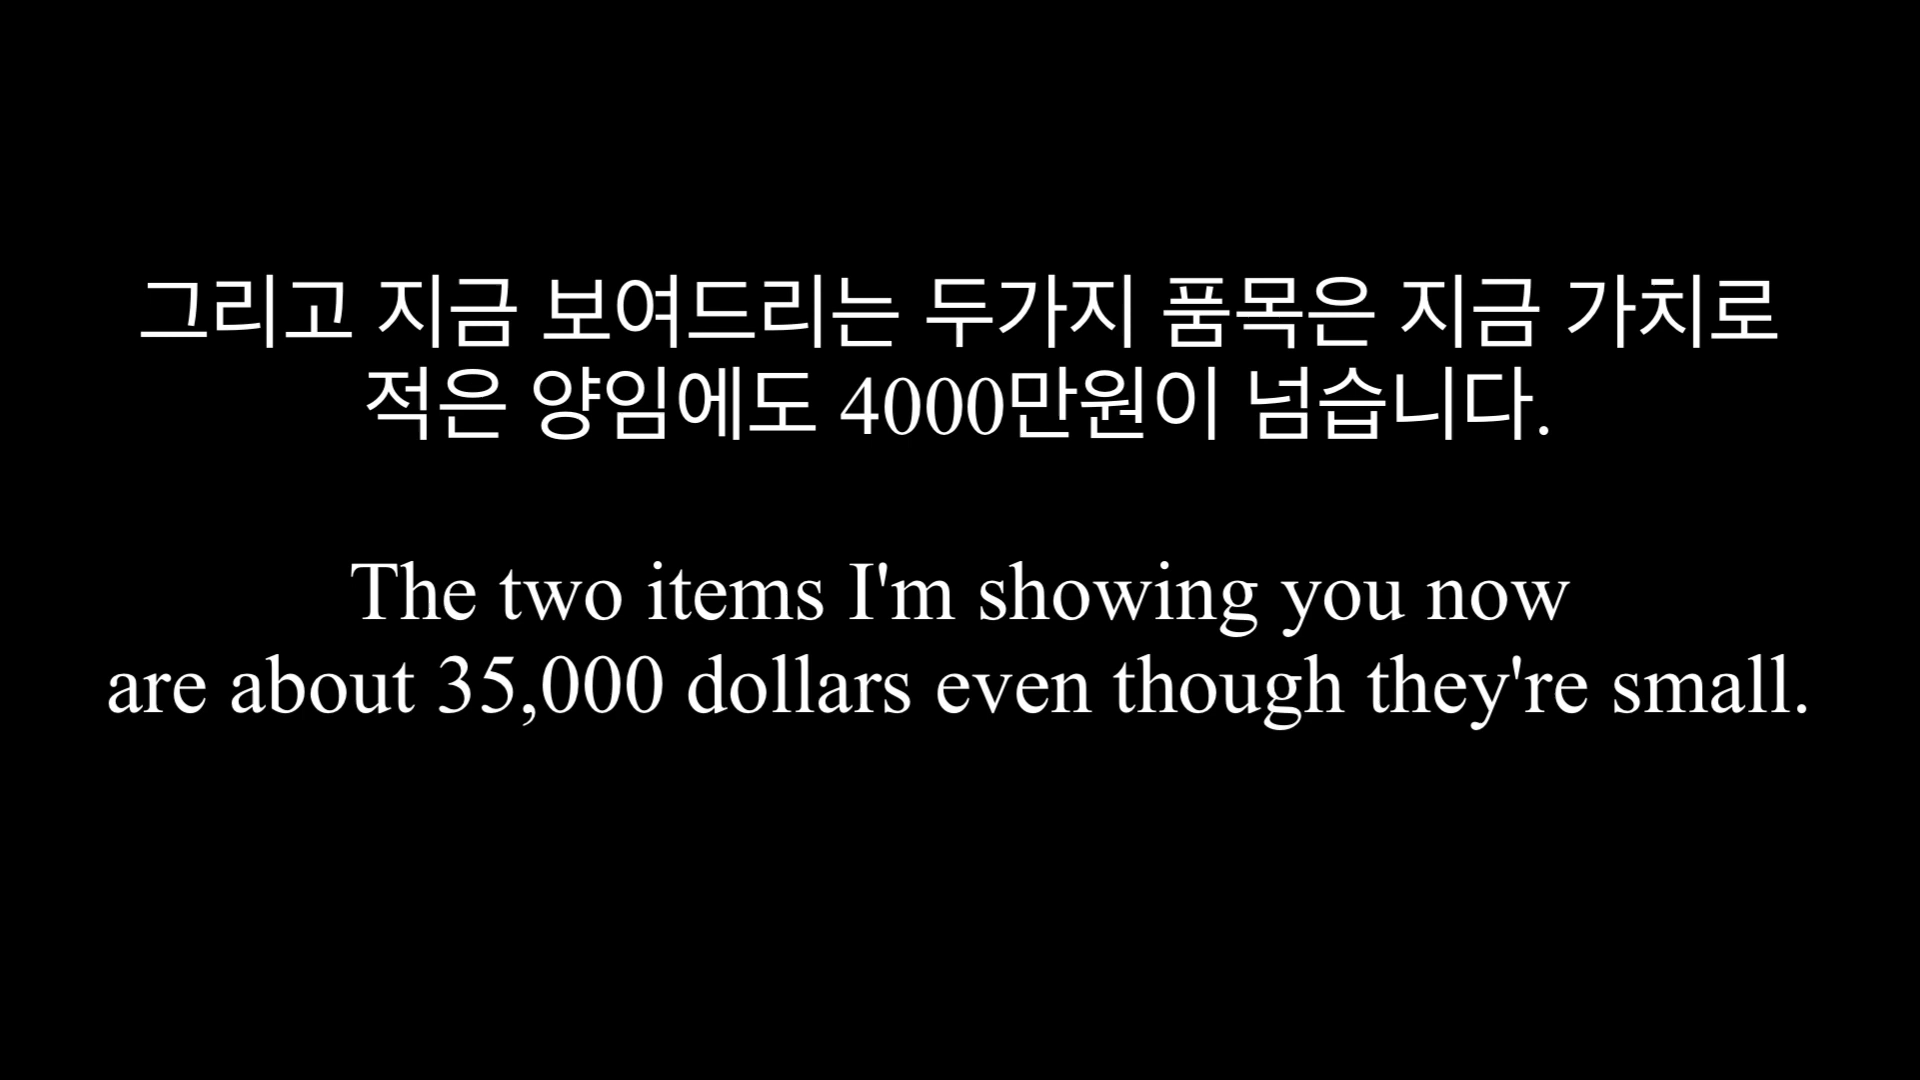 그리고 지금 보여드리는 두가지 품목은 지금 가치로
적은 양임에도 4000만원이 넘습니다.
The two items I'm showing you now
are about 35,000 dollars even though they're small.